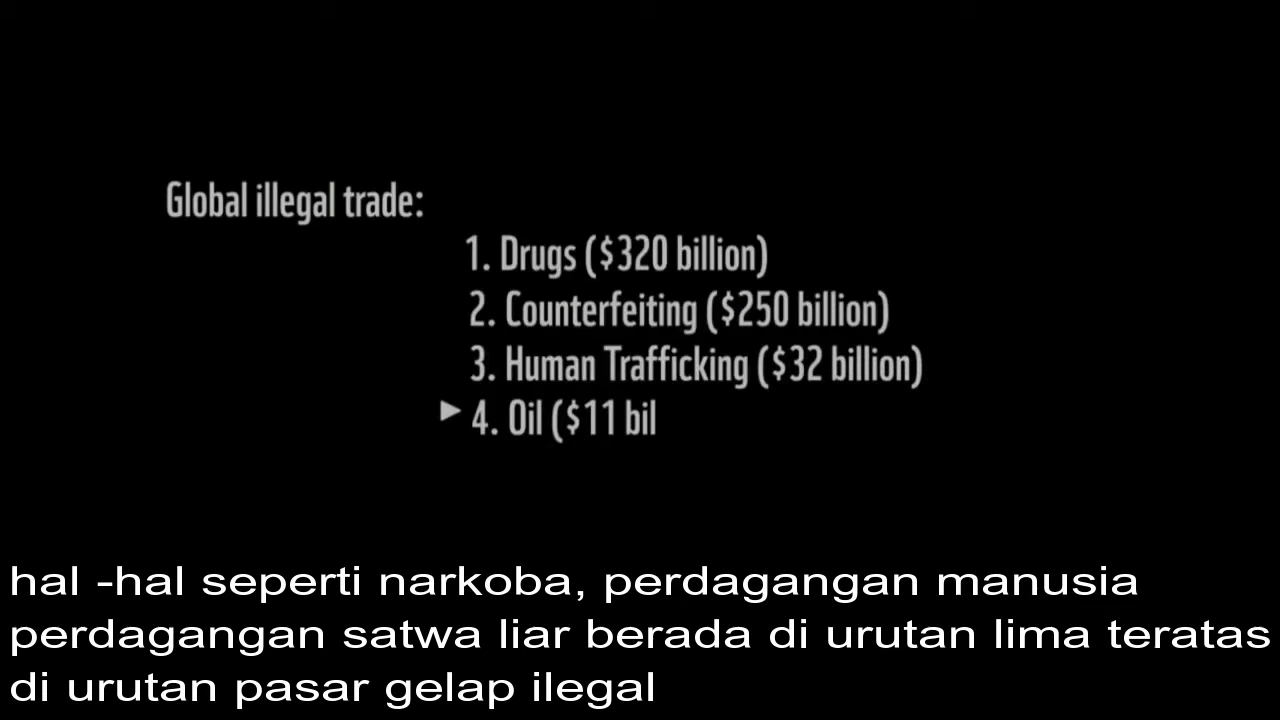 Global illegal trade:
1. Drugs ($320 billion)
2. Counterfeiting ($250 billion)
3. Human Trafficking ($32 billion)
4. Oil ($11 bil
hal -hal seperti narkoba, perdagangan manusia
perdagangan satwa liar berada di urutan lima teratas
di urutan pasar gelap ilegal